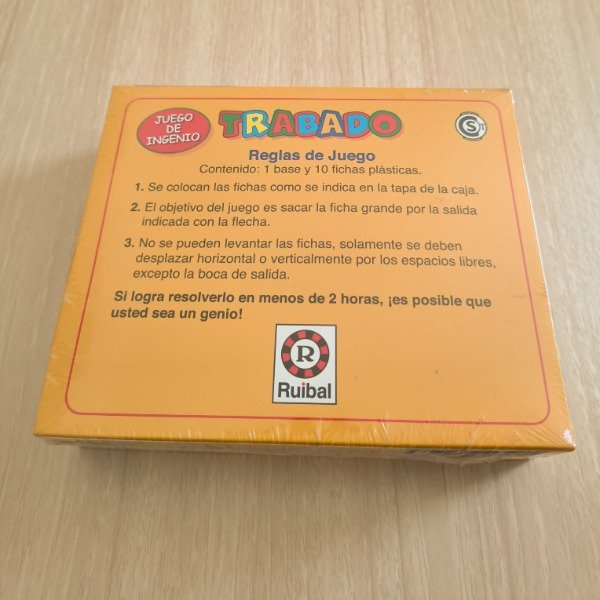 JUEGO
DE
INGENIO
TRABADO
CST
Reglas de Juego
Contenido: 1 base y 10 fichas plásticas.
1. Se colocan las fichas como se indica en la tapa de la caja.
2. El objetivo del juego es sacar la ficha grande por la salida
indicada con la flecha.
3. No se pueden levantar las fichas, solamente se deben
desplazar horizontal o verticalmente por los espacios libres,
excepto la boca de salida.
Si logra resolverlo en menos de 2 horas, ¡es posible que
usted sea un genio!
R
Ruibal